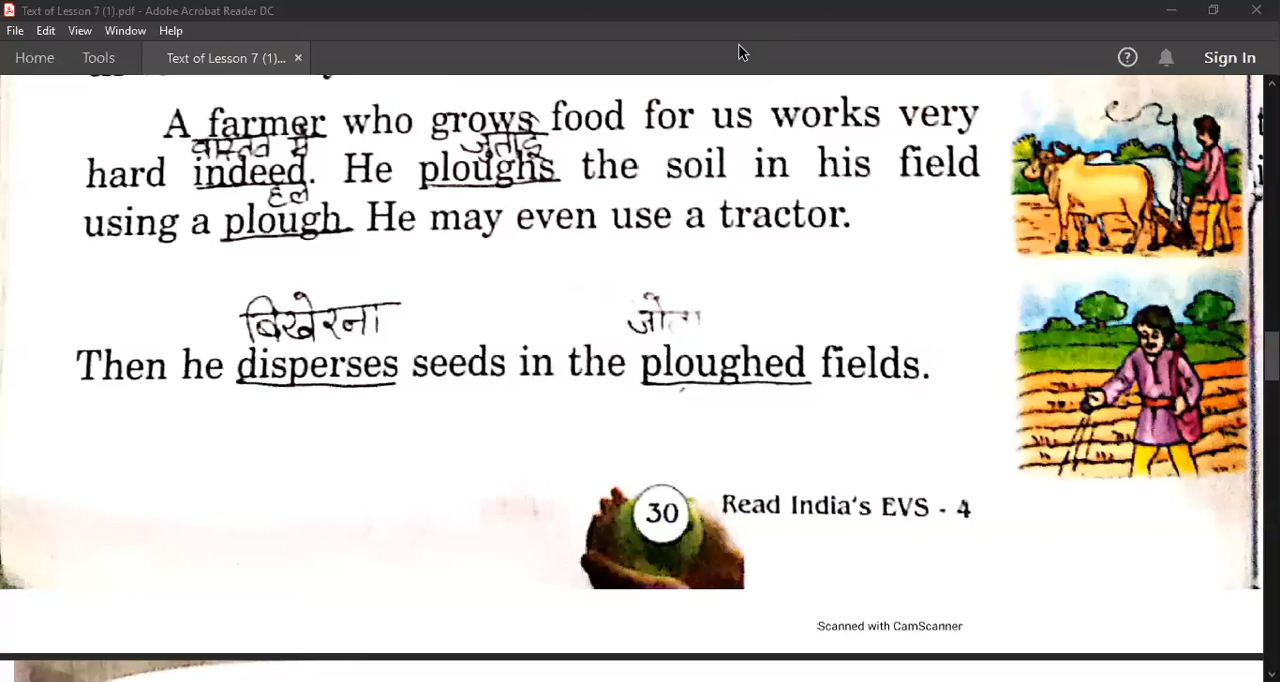 Text of Lesson 7 (1).pdf - Adobe Acrobat Reader DC
File Edit View Window Help
Home Tools Text of Lesson 7 (1)... × ? Sign In
A farmer who grows food for us works very
वास्तव में जुताई
hard indeed. He ploughs the soil in his field
हल
using a plough. He may even use a tractor.
बिखेरना जोता
Then he disperses seeds in the ploughed fields.
30 Read India's EVS - 4
Scanned with CamScanner